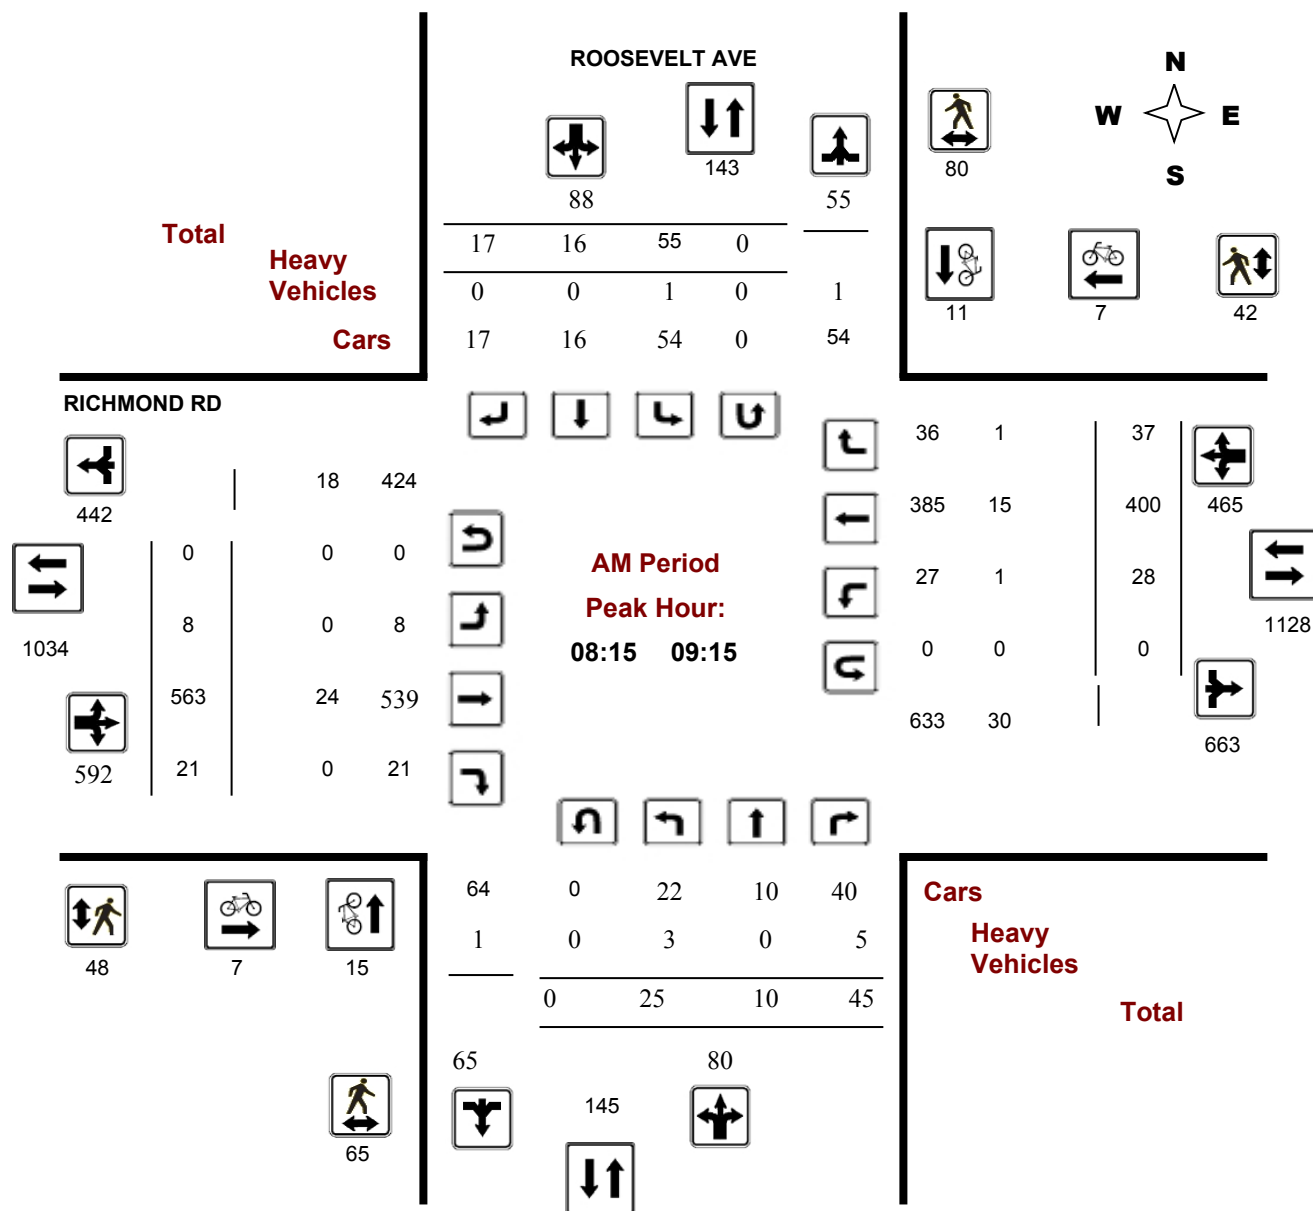 ROOSEVELT AVE
N
W E
S
143
80
88 55
Total 17 16 55 0
Heavy
Vehicles 0 0 1 0 1
11 7 42
Cars 17 16 54 0 54
RICHMOND RD
36 1 37
18 424
442
385 15 400 465
0 0 0
AM Period
27 1 28
Peak Hour:
8 0 8
1034
1128
08:15 09:15
0 0 0
563 24 539
633 30
663
592 21 0 21
64 0 22 10 40
Cars
1 0 3 0 5
Heavy
Vehicles
48 7 15
0 25 10 45
Total
65 80
145
65